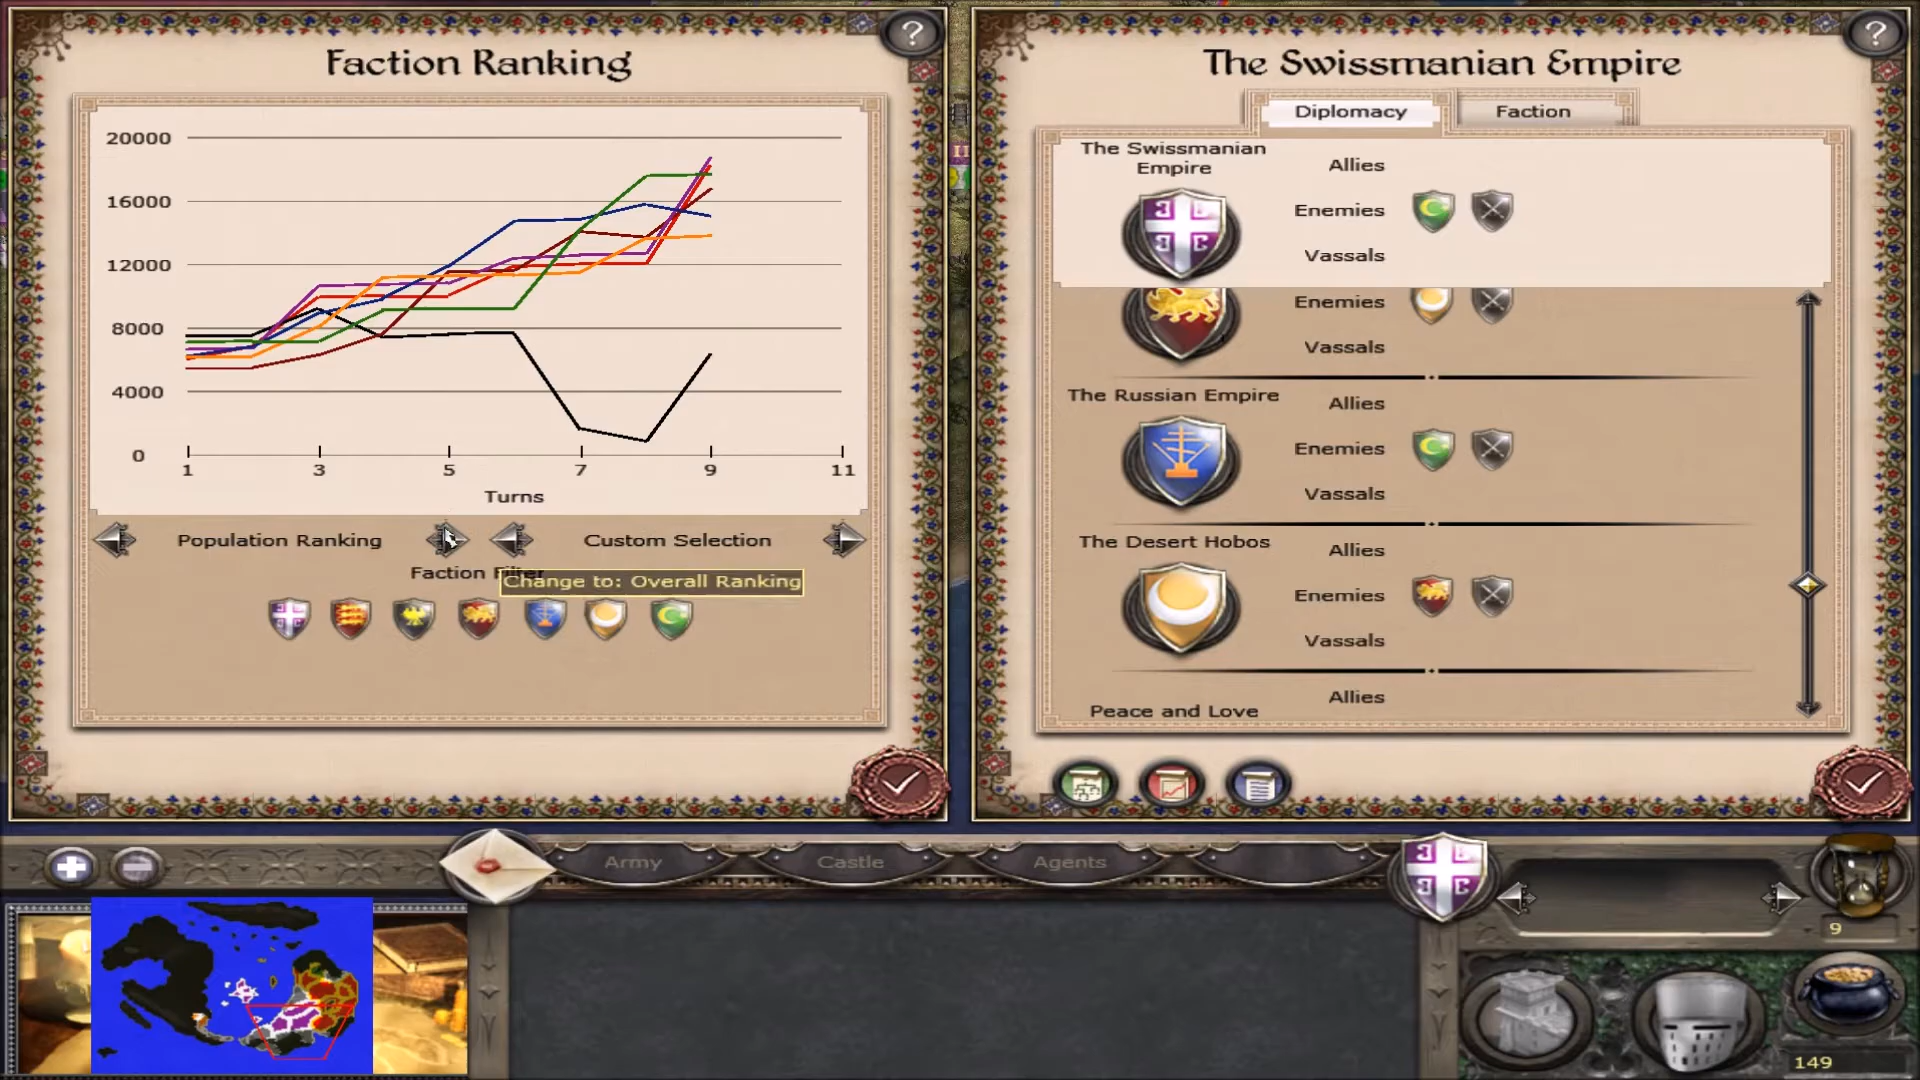 Faction Ranking
?
20000
16000
12000
8000
4000
0
1 3 5 7 9 11
Turns
Population Ranking
Custom Selection
Faction
Change to: Overall Ranking
The Swissmanian Empire
?
Diplomacy
Faction
The Swissmanian
Empire
Allies
Enemies
Vassals
Enemies
Vassals
The Russian Empire
Allies
Enemies
Vassals
The Desert Hobos
Allies
Enemies
Vassals
Peace and Love
Allies
Army
Castle
Agents
9
149